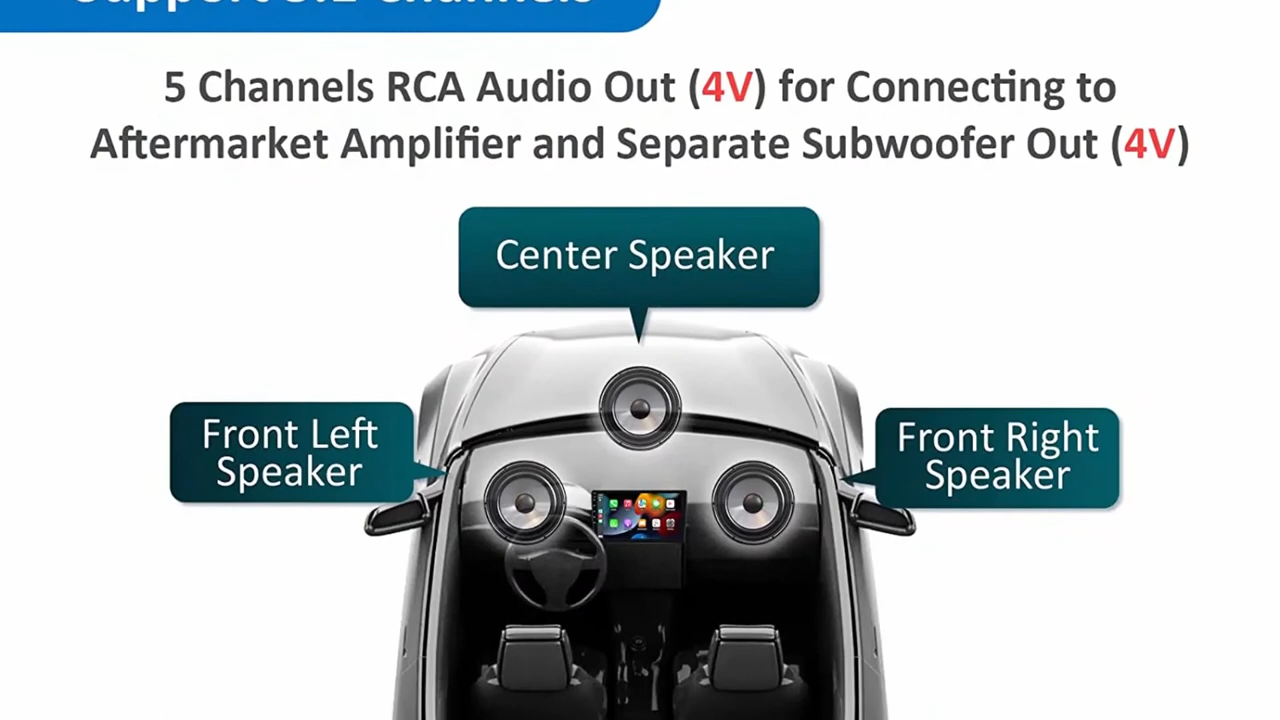 5 Channels RCA Audio Out (4V) for Connecting to
Aftermarket Amplifier and Separate Subwoofer Out (4V)
Center Speaker
Front Left
Speaker
Front Right
Speaker